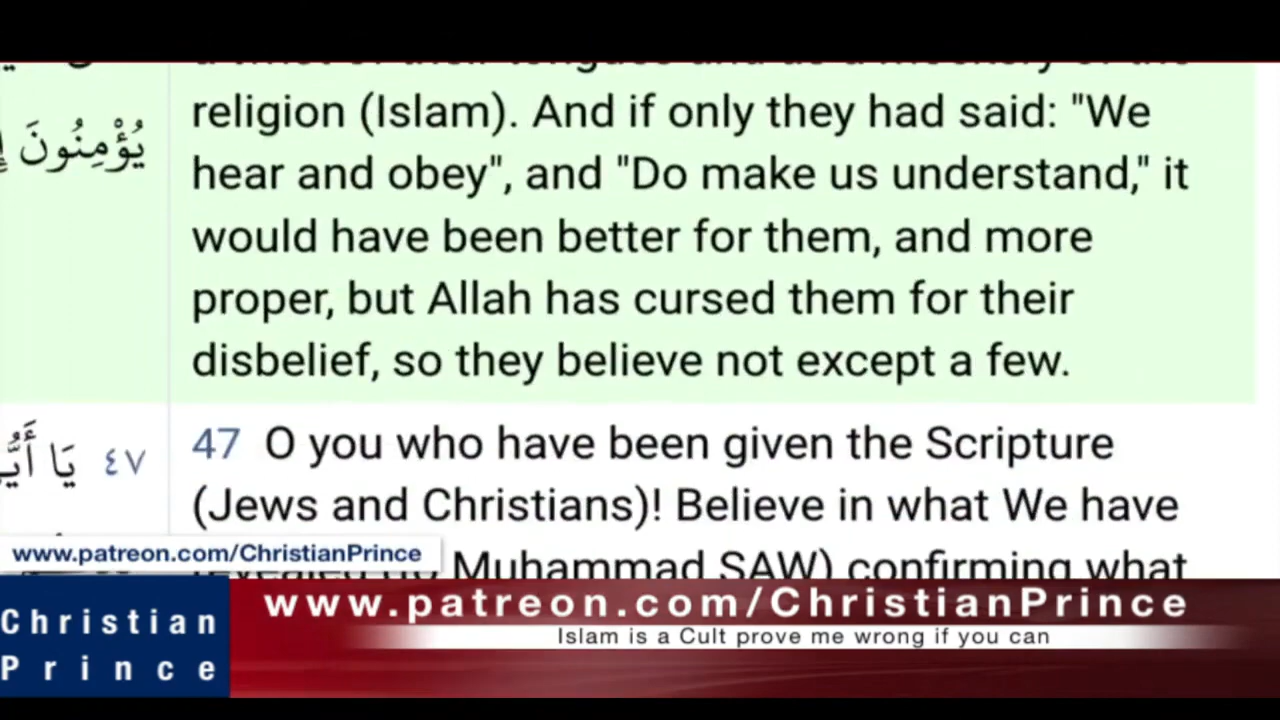 religion (Islam). And if only they had said: "We
hear and obey", and "Do make us understand," it
would have been better for them, and more
proper, but Allah has cursed them for their
disbelief, so they believe not except a few.
47 O you who have been given the Scripture
(Jews and Christians)! Believe in what We have
Muhammad SAW) confirming what
يُؤْمِنُونَ
٤٧ يَا
www.patreon.com/ChristianPrince
Christian
Prince
www.patreon.com/ChristianPrince
Islam is a Cult prove me wrong if you can